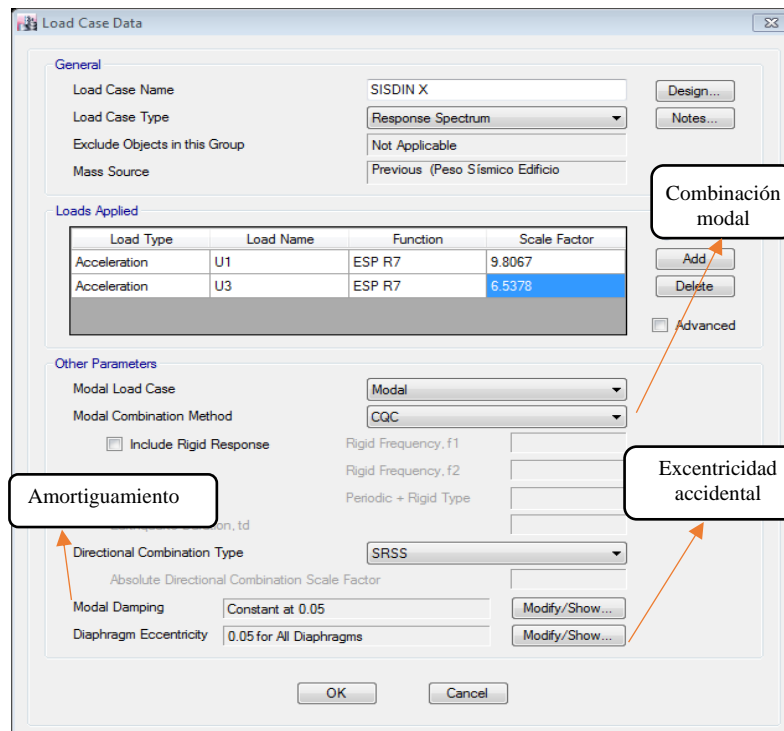 Load Case Data
General
Load Case Name SISDIN X Design...
Load Case Type Response Spectrum Notes...
Exclude Objects in this Group Not Applicable
Mass Source Previous (Peso Sísmico Edificio
Combinación
modal
Loads Applied
Load Type Load Name Function Scale Factor
Acceleration U1 ESP R7 9.8067 Add
Acceleration U3 ESP R7 6.5378 Delete
Advanced
Other Parameters
Modal Load Case Modal
Modal Combination Method CQC
Include Rigid Response Rigid Frequency, f1
Rigid Frequency, f2
Excentricidad
accidental
Amortiguamiento
Periodic + Rigid Type
td
Directional Combination Type SRSS
Absolute Directional Combination Scale Factor
Modal Damping Constant at 0.05 Modify/Show...
Diaphragm Eccentricity 0.05 for All Diaphragms Modify/Show...
OK Cancel